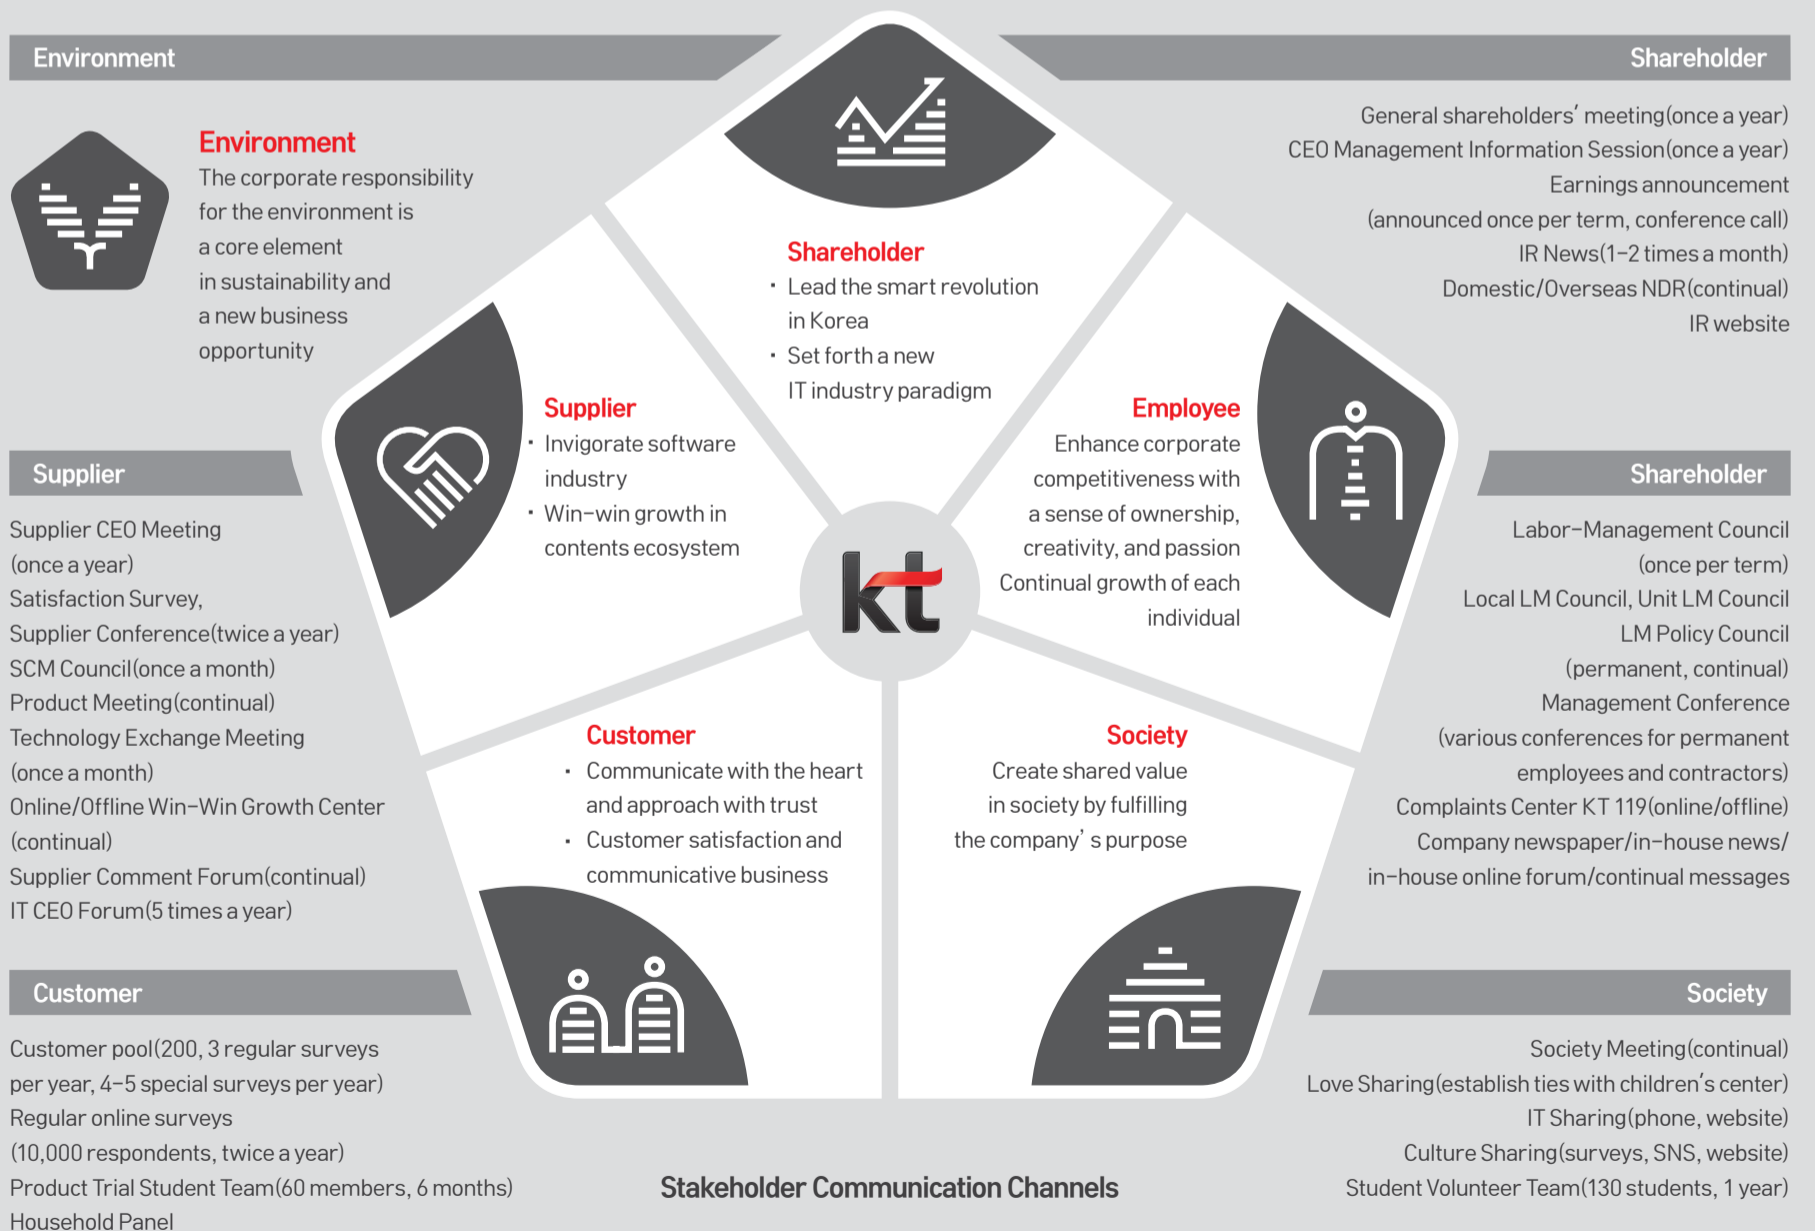 Environment
Environment
The corporate responsibility
for the environment is
a core element
in sustainability and
a new business
opportunity
Shareholder
General shareholders' meeting(once a year)
CEO Management Information Session(once a year)
Earnings announcement
(announced once per term, conference call)
IR News(1-2 times a month)
Domestic/Overseas NDR(continual)
IR website
Shareholder
· Lead the smart revolution
in Korea
· Set forth a new
IT industry paradigm
Supplier
· Invigorate software
industry
· Win-win growth in
contents ecosystem
Employee
Enhance corporate
competitiveness with
a sense of ownership,
creativity, and passion
Continual growth of each
individual
kt
Supplier
Supplier CEO Meeting
(once a year)
Satisfaction Survey,
Supplier Conference(twice a year)
SCM Council(once a month)
Product Meeting(continual)
Technology Exchange Meeting
(once a month)
Online/Offline Win-Win Growth Center
(continual)
Supplier Comment Forum(continual)
IT CEO Forum(5 times a year)
Shareholder
Labor-Management Council
(once per term)
Local LM Council, Unit LM Council
LM Policy Council
(permanent, continual)
Management Conference
(various conferences for permanent
employees and contractors)
Complaints Center KT 119(online/offline)
Company newspaper/in-house news/
in-house online forum/continual messages
Customer
· Communicate with the heart
and approach with trust
· Customer satisfaction and
communicative business
Society
Create shared value
in society by fulfilling
the company's purpose
Customer
Customer pool(200, 3 regular surveys
per year, 4-5 special surveys per year)
Regular online surveys
(10,000 respondents, twice a year)
Product Trial Student Team(60 members, 6 months)
Household Panel
Society
Society Meeting(continual)
Love Sharing(establish ties with children's center)
IT Sharing(phone, website)
Culture Sharing(surveys, SNS, website)
Student Volunteer Team(130 students, 1 year)
Stakeholder Communication Channels